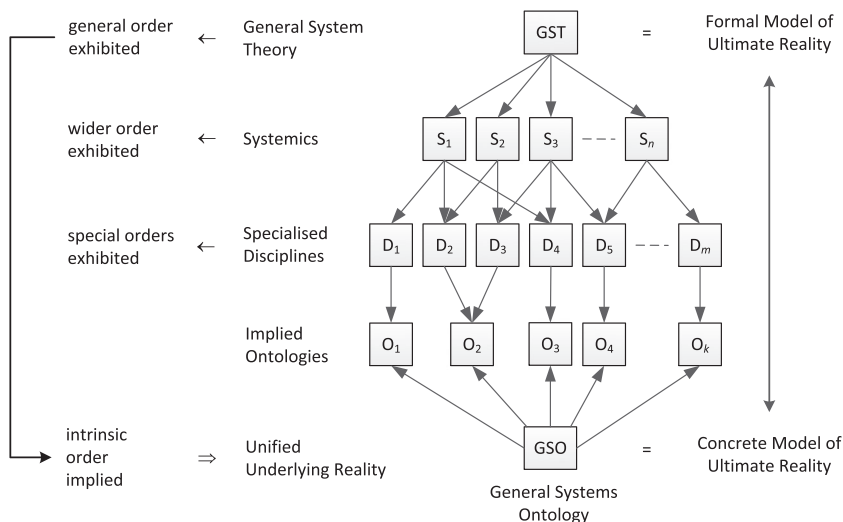 general order
exhibited
←
General System
Theory
GST
=
Formal Model of
Ultimate Reality
wider order
exhibited
←
Systemics
S1
S2
S3
Sn
special orders
exhibited
←
Specialised
Disciplines
D1
D2
D3
D4
D5
Dm
Implied
Ontologies
O1
O2
O3
O4
Ok
intrinsic
order
implied
⇒
Unified
Underlying Reality
GSO
=
Concrete Model of
Ultimate Reality
General Systems
Ontology